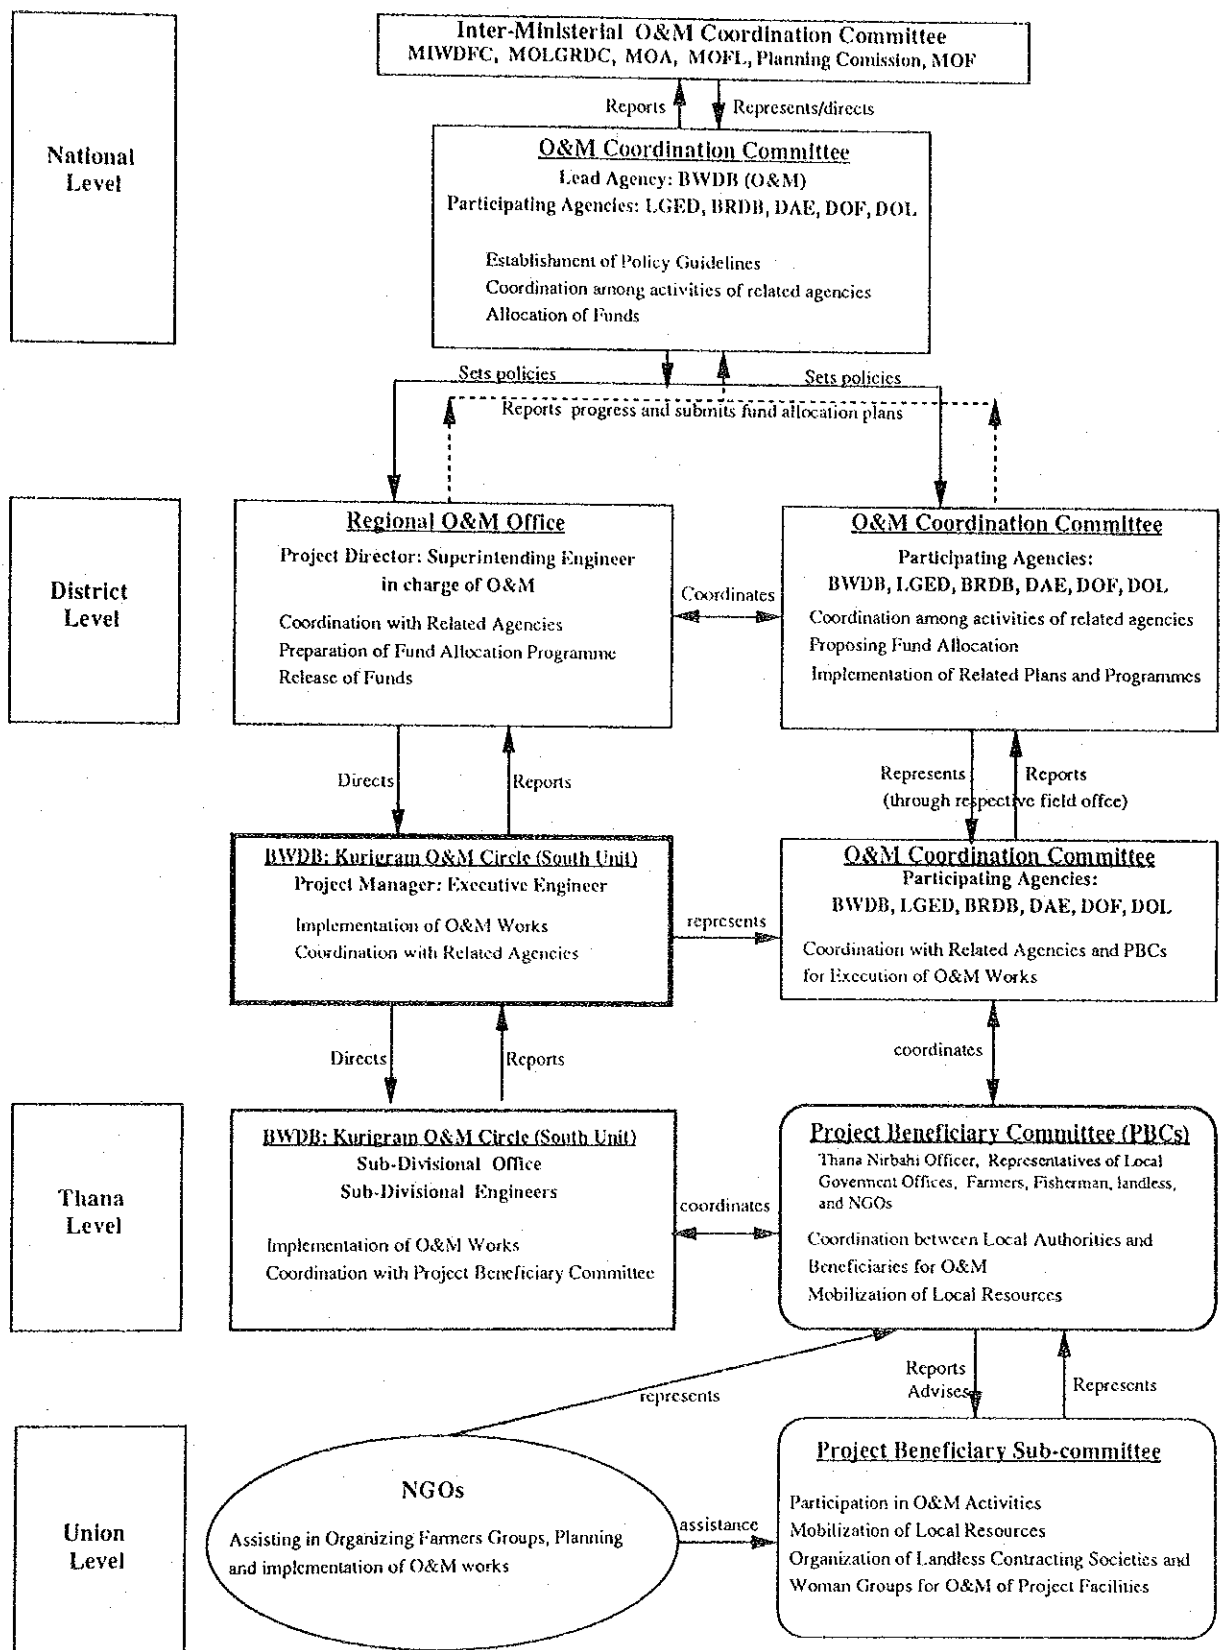 Inter-Ministerial O&M Coordination Committee
MIWDFC, MOLGRDC, MOA, MOFL, Planning Comission, MOF
Reports
Represents/directs
National
Level
O&M Coordination Committee
Lead Agency: BWDB (O&M)
Participating Agencies: LGED, BRDB, DAE, DOF, DOL
Establishment of Policy Guidelines
Coordination among activities of related agencies
Allocation of Funds
Sets policies
Sets policies
Reports progress and submits fund allocation plans
District
Level
Regional O&M Office
Project Director: Superintending Engineer
in charge of O&M
Coordination with Related Agencies
Preparation of Fund Allocation Programme
Release of Funds
Coordinates
O&M Coordination Committee
Participating Agencies:
BWDB, LGED, BRDB, DAE, DOF, DOL
Coordination among activities of related agencies
Proposing Fund Allocation
Implementation of Related Plans and Programmes
Directs
Reports
Represents
Reports
(through respective field offce)
BWDB: Kurigram O&M Circle (South Unit)
Project Manager: Executive Engineer
Implementation of O&M Works
Coordination with Related Agencies
represents
O&M Coordination Committee
Participating Agencies:
BWDB, LGED, BRDB, DAE, DOF, DOL
Coordination with Related Agencies and PBCs
for Execution of O&M Works
Directs
Reports
coordinates
Thana
Level
BWDB: Kurigram O&M Circle (South Unit)
Sub-Divisional Office
Sub-Divisional Engineers
Implementation of O&M Works
Coordination with Project Beneficiary Committee
coordinates
Project Beneficiary Committee (PBCs)
Thana Nirbahi Officer, Representatives of Local
Govenment Offices, Farmers, Fisherman, landless,
and NGOs
Coordination between Local Authorities and
Beneficiaries for O&M
Mobilization of Local Resources
represents
Reports
Advises
Represents
Union
Level
NGOs
Assisting in Organizing Farmers Groups, Planning
and implementation of O&M works
assistance
Project Beneficiary Sub-committee
Participation in O&M Activities
Mobilization of Local Resources
Organization of Landless Contracting Societies and
Woman Groups for O&M of Project Facilities